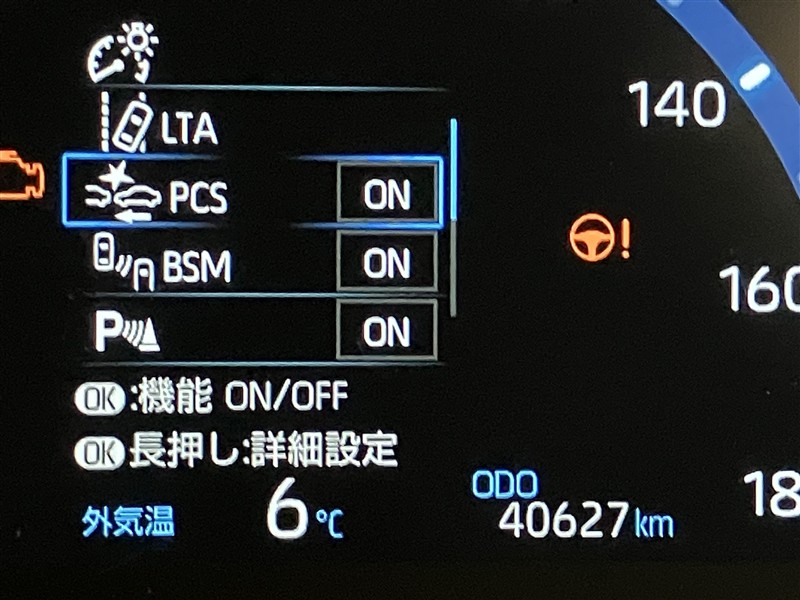 LTA
140
PCS ON
BSM ON
160
P ON
OK:機能 ON/OFF
OK長押し:詳細設定
18
外気温 6℃
ODO
40627km